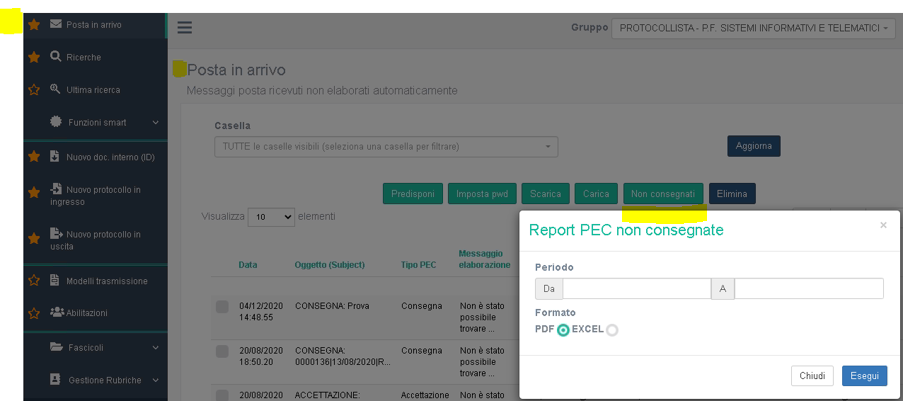 Posta in arrivo
Ricerche
Ultima ricerca
Funzioni smart
Nuovo doc. interno (ID)
Nuovo protocollo in
ingresso
Nuovo protocollo in
uscita
Modelli trasmissione
Abilitazioni
Fascicoli
Gestione Rubriche
Gruppo PROTOCOLLISTA - P.F. SISTEMI INFORMATIVI E TELEMATICI
Posta in arrivo
Messaggi posta ricevuti non elaborati automaticamente
Casella
TUTTE le caselle visibili (seleziona una casella per filtrare)
Aggiorna
Predisponi Imposta pwd Scarica Carica Non consegnati Elimina
Visualizza 10 elementi
Data Oggetto (Subject) Tipo PEC Messaggio
elaborazione
04/12/2020 CONSEGNA: Prova Consegna Non è stato
14:48.55 possibile
trovare ...
20/08/2020 CONSEGNA: Consegna Non è stato
18:50.20 0000136|13/08/2020|R... possibile
trovare ...
20/08/2020 ACCETTAZIONE: Accettazione Non è stato
Report PEC non consegnate ×
Periodo
Da A
Formato
PDF EXCEL
Chiudi Esegui